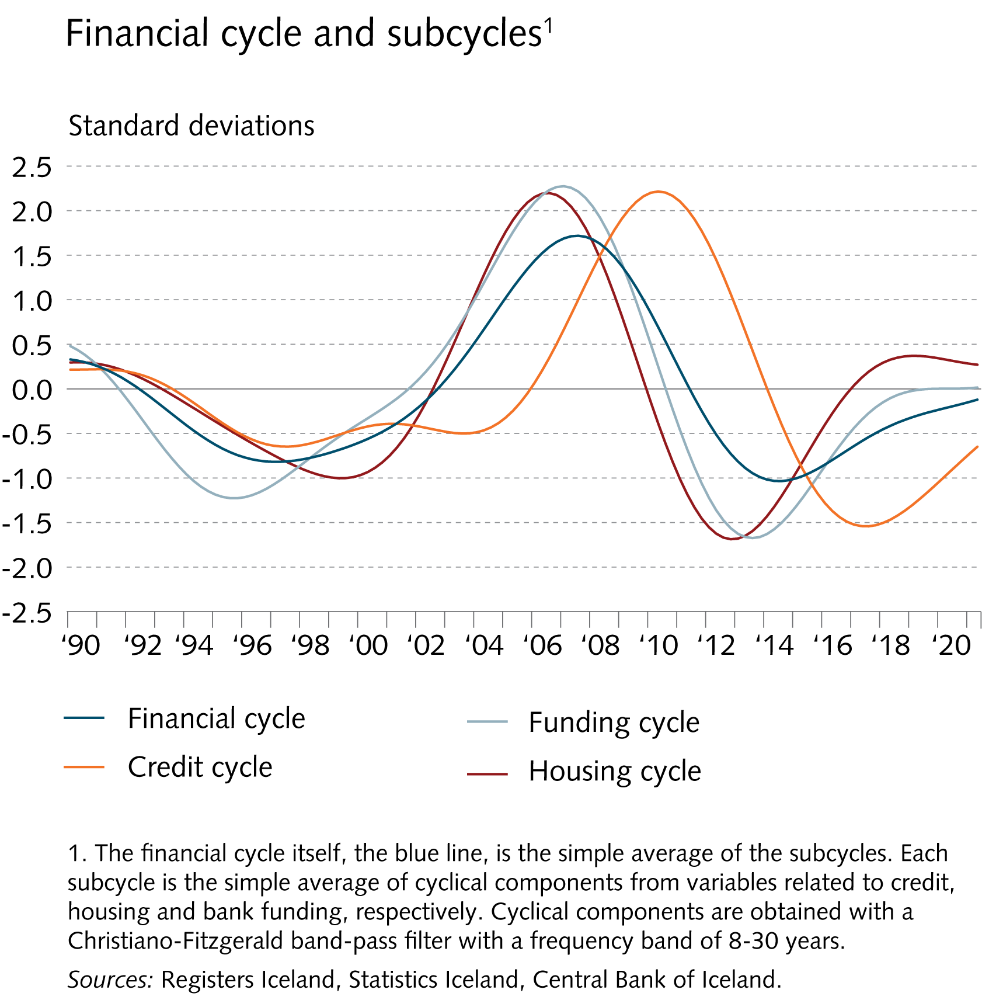 Financial cycle and subcycles¹
Standard deviations
2.5
2.0
1.5
1.0
0.5
0.0
-0.5
-1.0
-1.5
-2.0
-2.5
‘90 ‘92 ‘94 ‘96 ‘98 ‘00 ‘02 ‘04 ‘06 ‘08 ‘10 ‘12 ‘14 ‘16 ‘18 ‘20
Financial cycle
Funding cycle
Credit cycle
Housing cycle
1. The financial cycle itself, the blue line, is the simple average of the subcycles. Each
subcycle is the simple average of cyclical components from variables related to credit,
housing and bank funding, respectively. Cyclical components are obtained with a
Christiano-Fitzgerald band-pass filter with a frequency band of 8-30 years.
Sources: Registers Iceland, Statistics Iceland, Central Bank of Iceland.